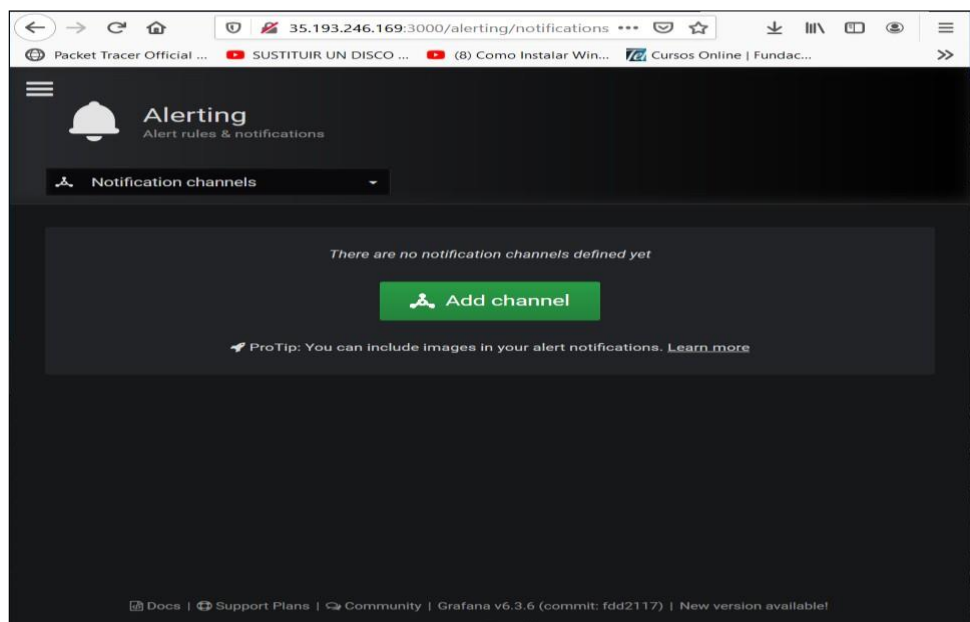 35.193.246.169:3000/alerting/notifications
Packet Tracer Official ... SUSTITUIR UN DISCO ... (8) Como Instalar Win... Cursos Online | Fundac...
Alerting
Alert rules & notifications
Notification channels
There are no notification channels defined yet
Add channel
ProTip: You can include images in your alert notifications. Learn more
Docs | Support Plans | Community | Grafana v6.3.6 (commit: fdd2117) | New version available!